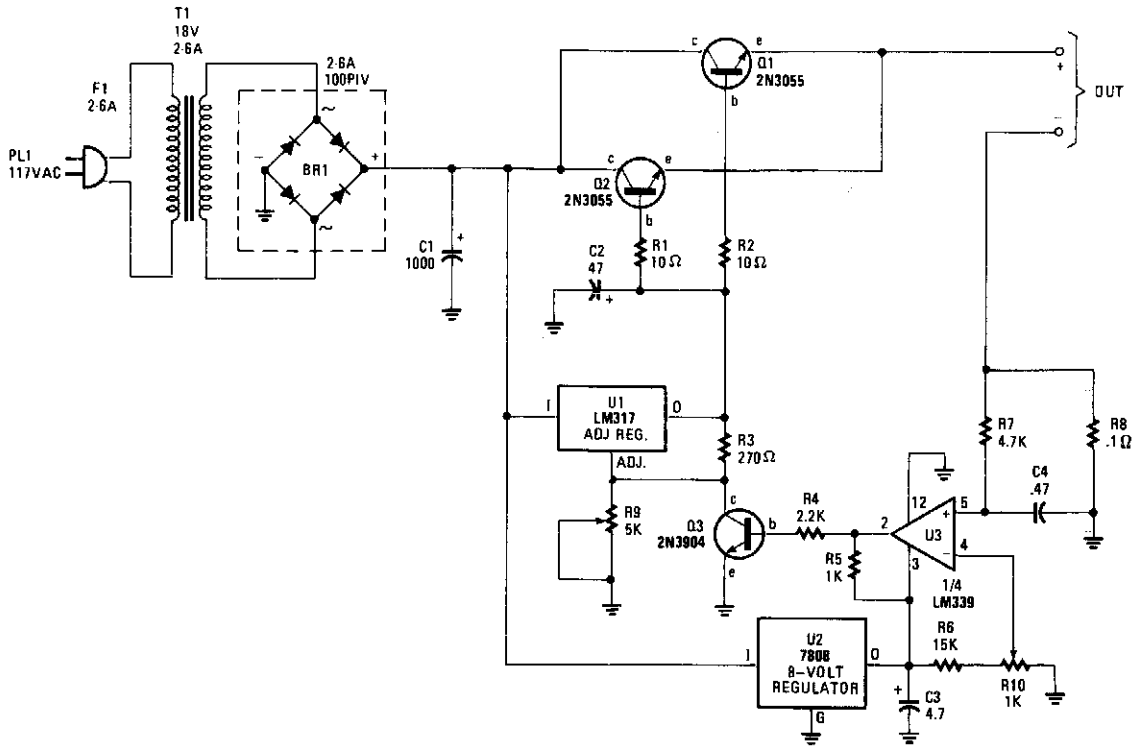 T1
18V
2·6A
F1
2·6A
PL1
117VAC
2·6A
100PIV
~
BR1
−
+
~
C1
1000
+
c
e
Q1
2N3055
b
c
e
Q2
2N3055
b
+
−
OUT
R1
10Ω
R2
10Ω
C2
47
+
I
U1
LM317
ADJ REG.
O
ADJ.
R3
270Ω
R9
5K
c
Q3
2N3904
b
e
R4
2.2K
R5
1K
2
12
3
U3
+
−
5
4
1/4
LM339
R7
4.7K
C4
.47
R8
.1Ω
I
U2
7808
8-VOLT
REGULATOR
O
G
R6
15K
R10
1K
+
C3
4.7